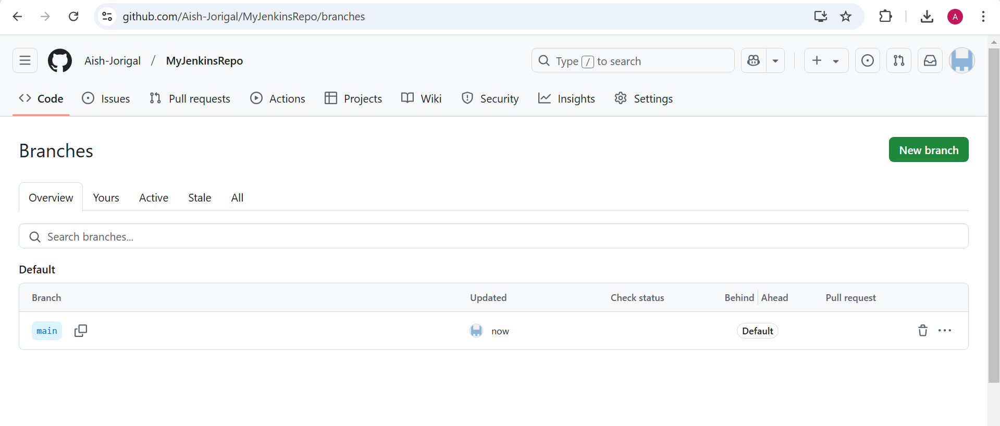 github.com/Aish-Jorigal/MyJenkinsRepo/branches
A
Aish-Jorigal / MyJenkinsRepo
Type / to search
Code Issues Pull requests Actions Projects Wiki Security Insights Settings
Branches
New branch
Overview Yours Active Stale All
Search branches...
Default
Branch Updated Check status Behind Ahead Pull request
main now Default